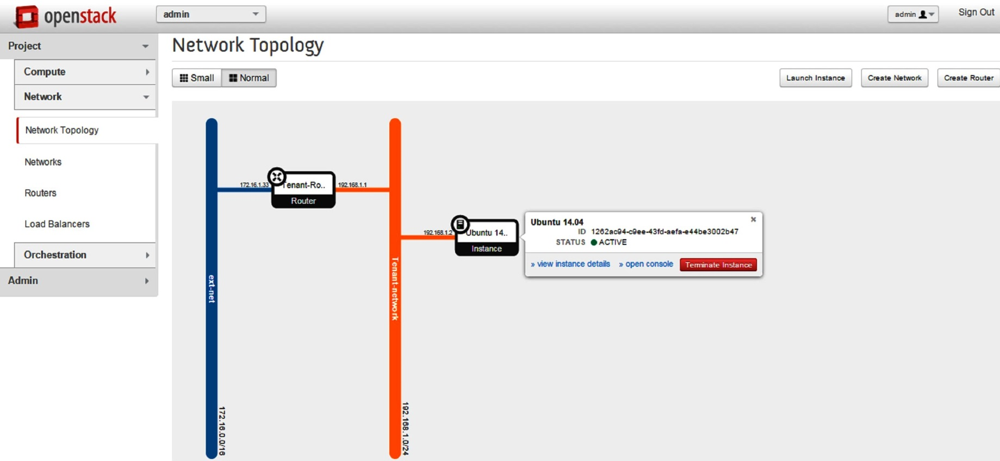 openstack
admin
admin
Sign Out
Project
Compute
Network
Network Topology
Networks
Routers
Load Balancers
Orchestration
Admin
Network Topology
Small
Normal
Launch Instance
Create Network
Create Router
172.16.1.33
Tenant-Ro..
Router
192.168.1.1
192.168.1.2
Ubuntu 14..
Instance
Ubuntu 14.04
ID 1262ac94-c9ee-43fd-aefa-e44be3002b47
STATUS ACTIVE
» view instance details
» open console
Terminate Instance
ext-net
172.16.0.0/16
Tenant-network
192.168.1.0/24